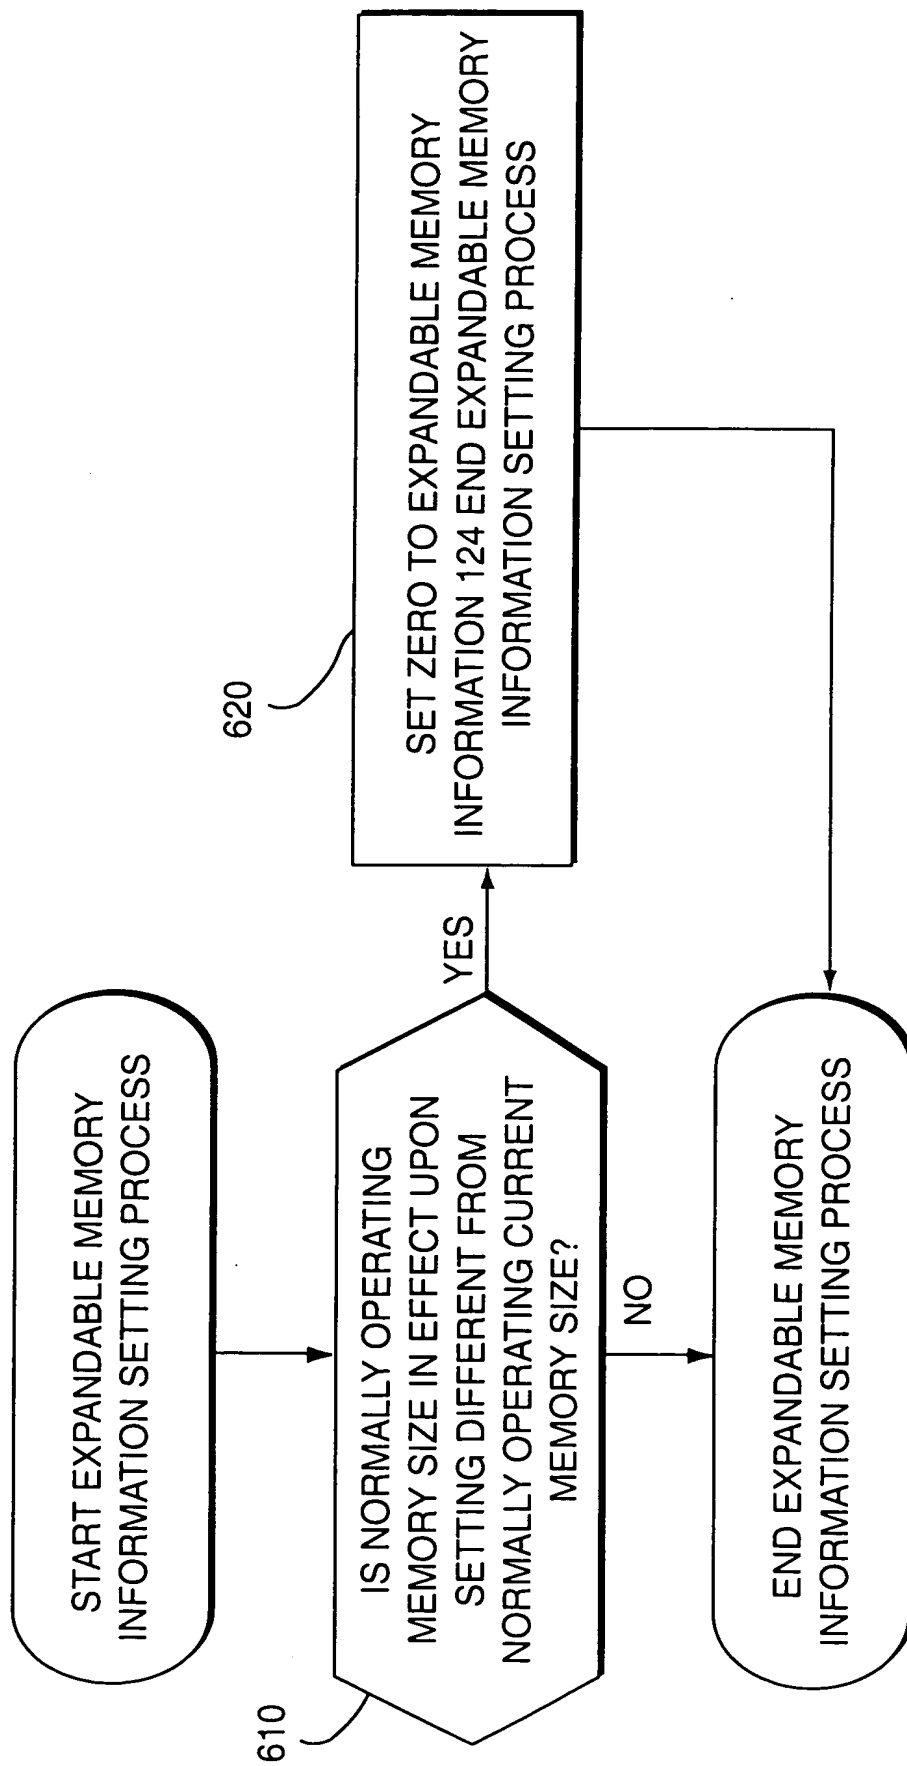 START EXPANDABLE MEMORY
INFORMATION SETTING PROCESS
610
IS NORMALLY OPERATING
MEMORY SIZE IN EFFECT UPON
SETTING DIFFERENT FROM
NORMALLY OPERATING CURRENT
MEMORY SIZE?
YES
620
SET ZERO TO EXPANDABLE MEMORY
INFORMATION 124 END EXPANDABLE MEMORY
INFORMATION SETTING PROCESS
NO
END EXPANDABLE MEMORY
INFORMATION SETTING PROCESS